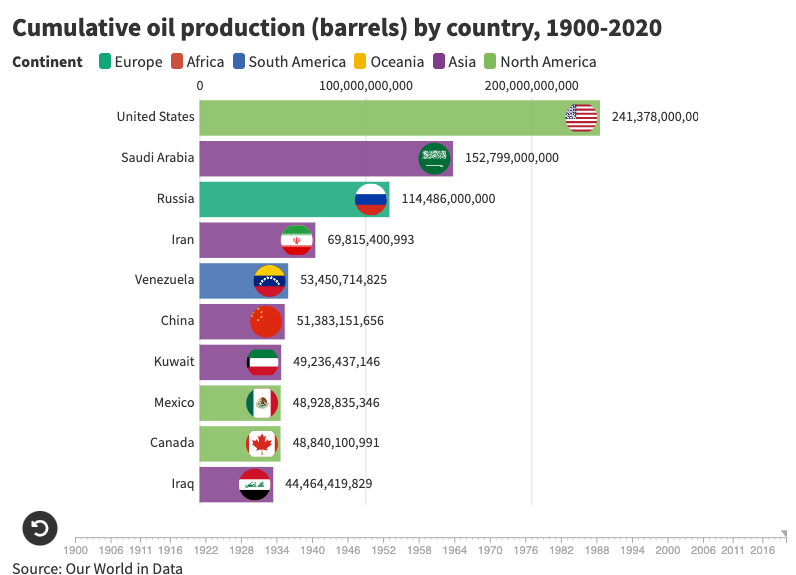 Cumulative oil production (barrels) by country, 1900-2020
Continent Europe Africa South America Oceania Asia North America
0 100,000,000,000 200,000,000,000
United States 241,378,000,00
Saudi Arabia 152,799,000,000
Russia 114,486,000,000
Iran 69,815,400,993
Venezuela 53,450,714,825
China 51,383,151,656
Kuwait 49,236,437,146
Mexico 48,928,835,346
Canada 48,840,100,991
Iraq 44,464,419,829
1900 1906 1911 1916 1922 1928 1934 1940 1946 1952 1958 1964 1970 1976 1982 1988 1994 2000 2006 2011 2016
Source: Our World in Data